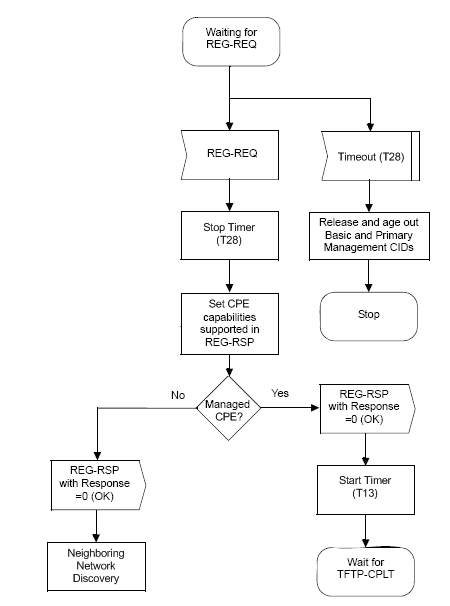 Waiting for
REG-REQ
REG-REQ
Timeout (T28)
Stop Timer
(T28)
Release and age out
Basic and Primary
Management CIDs
Set CPE
capabilities
supported in
REG-RSP
Stop
Managed
CPE?
No
Yes
REG-RSP
with Response
=0 (OK)
REG-RSP
with Response
=0 (OK)
Start Timer
(T13)
Neighboring
Network
Discovery
Wait for
TFTP-CPLT